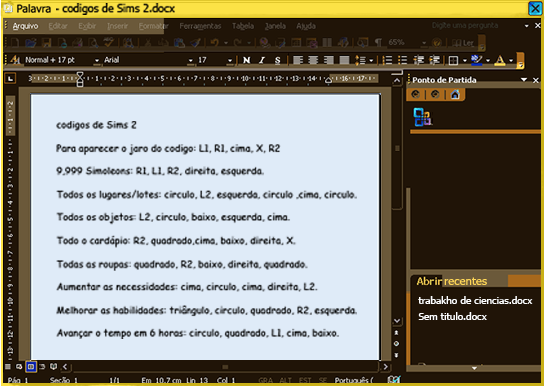 Palavra - codigos de Sims 2.docx
Arquivo Editar Exibir Inserir Formatar Ferramentas Tabela Janela Ajuda Digite uma pergunta
65% Ler
Normal + 17 pt Arial 17 N I S
Ponto de Partida
codigos de Sims 2
Para aparecer o jaro do codigo: L1, R1, cima, X, R2
9,999 Simoleons: R1, L1, R2, direita, esquerda.
Todos os lugares/lotes: circulo, L2, esquerda, circulo ,cima, circulo.
Todos os objetos: L2, circulo, baixo, esquerda, cima.
Todo o cardápio: R2, quadrado,cima, baixo, direita, X.
Todas as roupas: quadrado, R2, baixo, direita, quadrado.
Aumentar as necessidades: cima, circulo, cima, direita, L2.
Melhorar as habilidades: triângulo, circulo, quadrado, R2, esquerda.
Avançar o tempo em 6 horas: circulo, quadrado, L1, cima, baixo.
Abrir recentes
trabakho de ciencias.docx
Sem titulo.docx
Pág 1 Seção 1 1/1 Em 10,7 cm Lin 13 Col 1 GRA ALT EST SE Português (